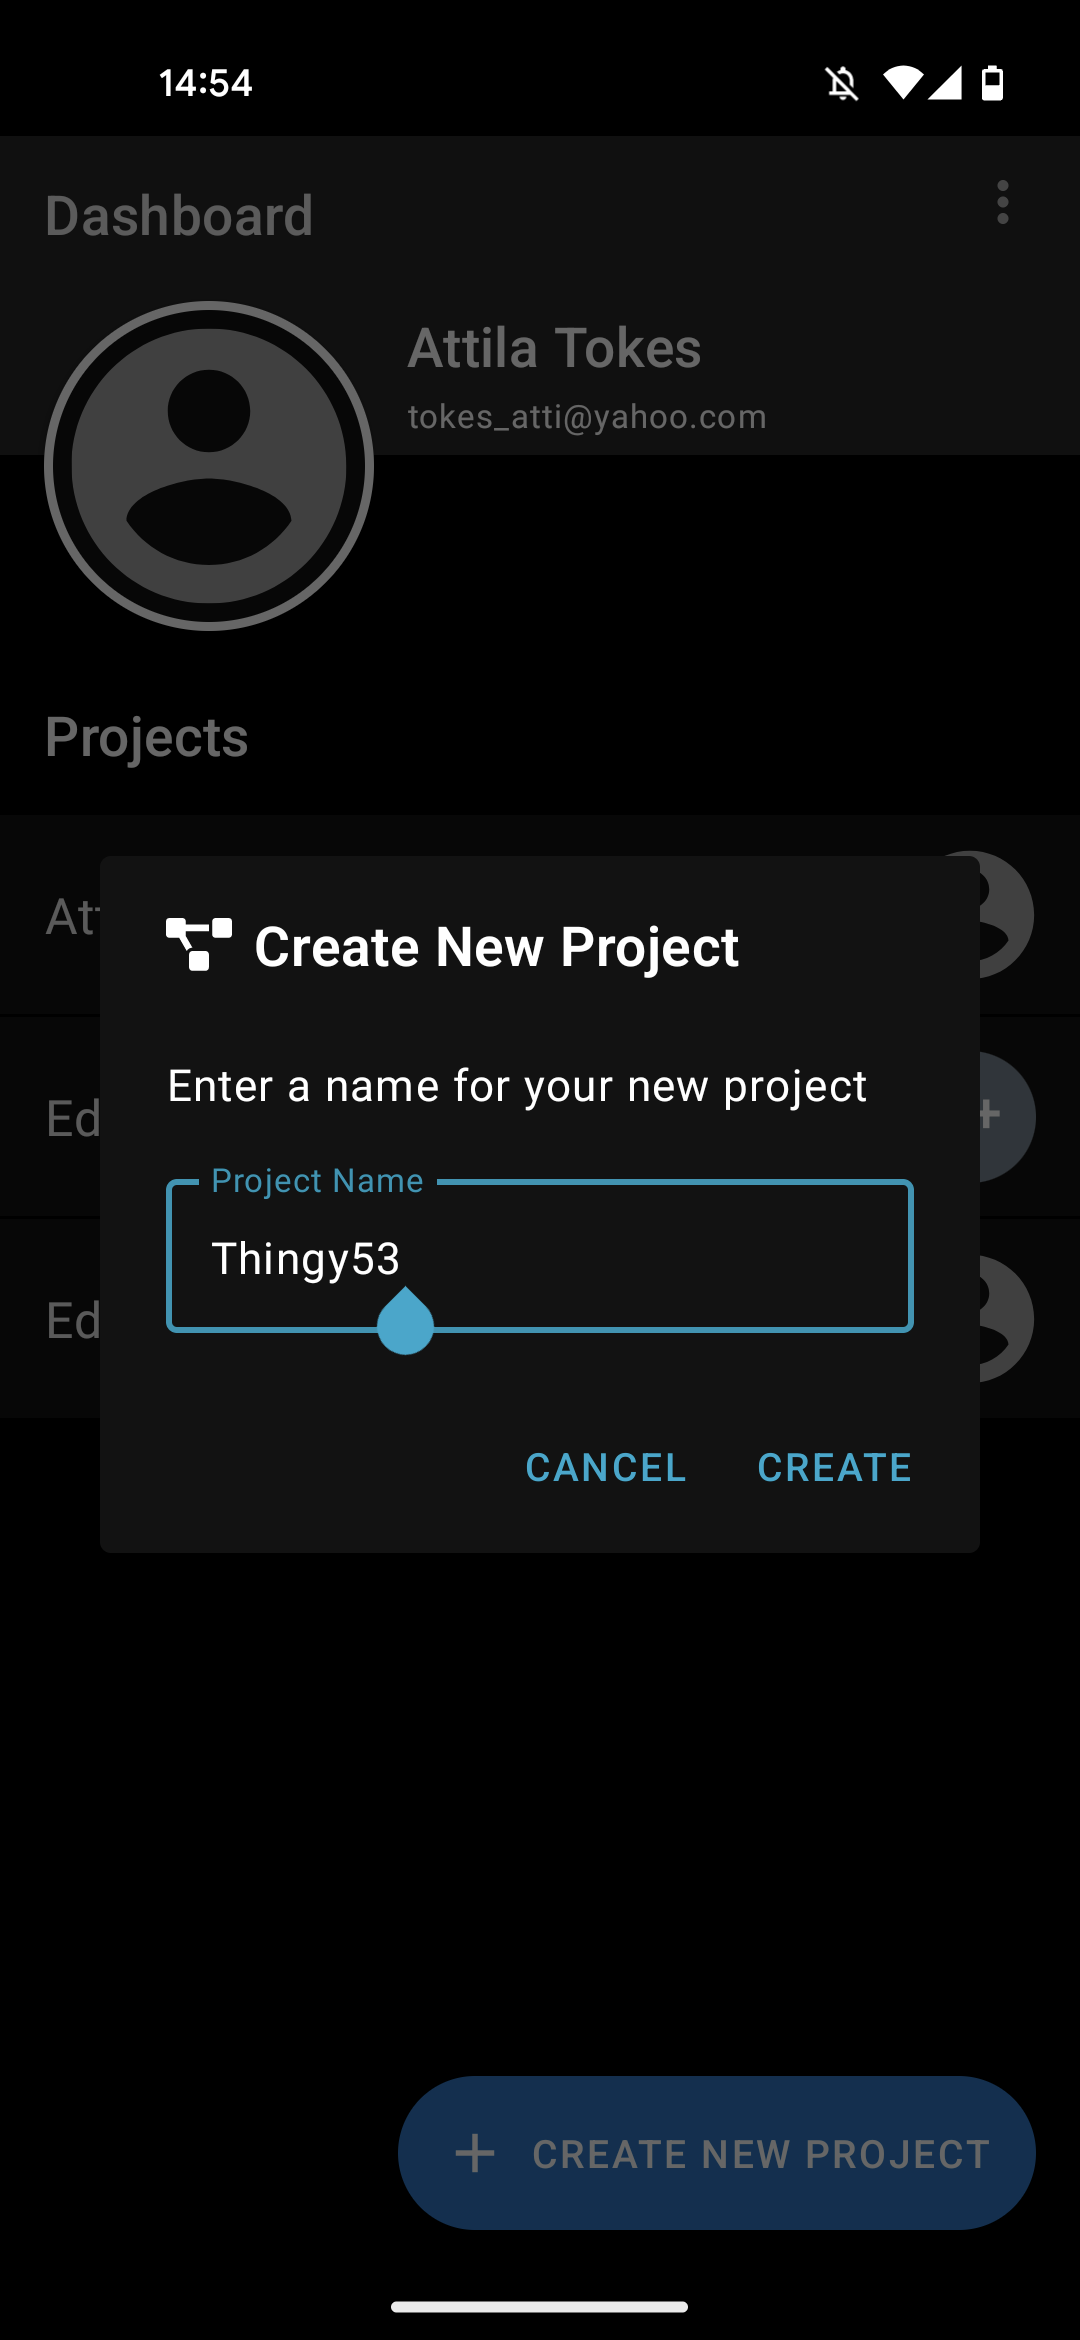 14:54
Dashboard
Attila Tokes
tokes_atti@yahoo.com
Projects
Create New Project
Enter a name for your new project
Project Name
Thingy53
CANCEL CREATE
CREATE NEW PROJECT